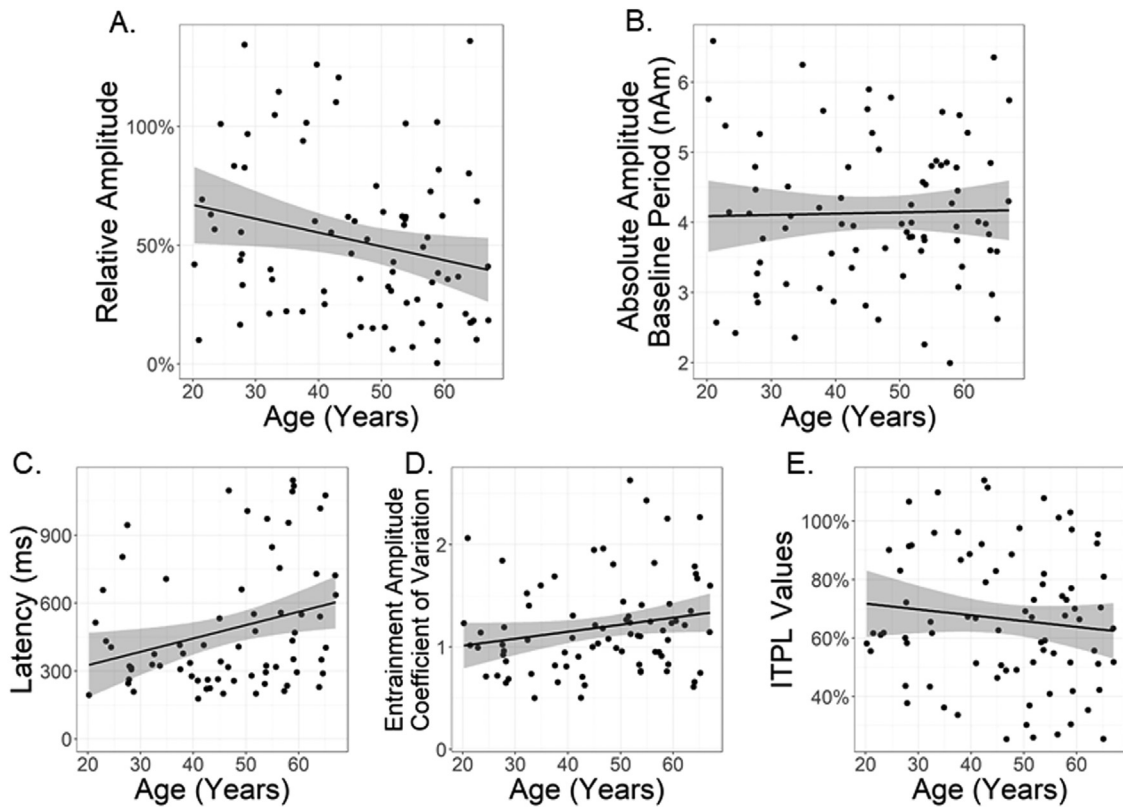 A.
Relative Amplitude
100%
50%
0%
20 30 40 50 60
Age (Years)
B.
Absolute Amplitude
Baseline Period (nAm)
6
5
4
3
2
20 30 40 50 60
Age (Years)
C.
Latency (ms)
900
600
300
0
20 30 40 50 60
Age (Years)
D.
Entrainment Amplitude
Coefficient of Variation
2
1
0
20 30 40 50 60
Age (Years)
E.
ITPL Values
100%
80%
60%
40%
20 30 40 50 60
Age (Years)